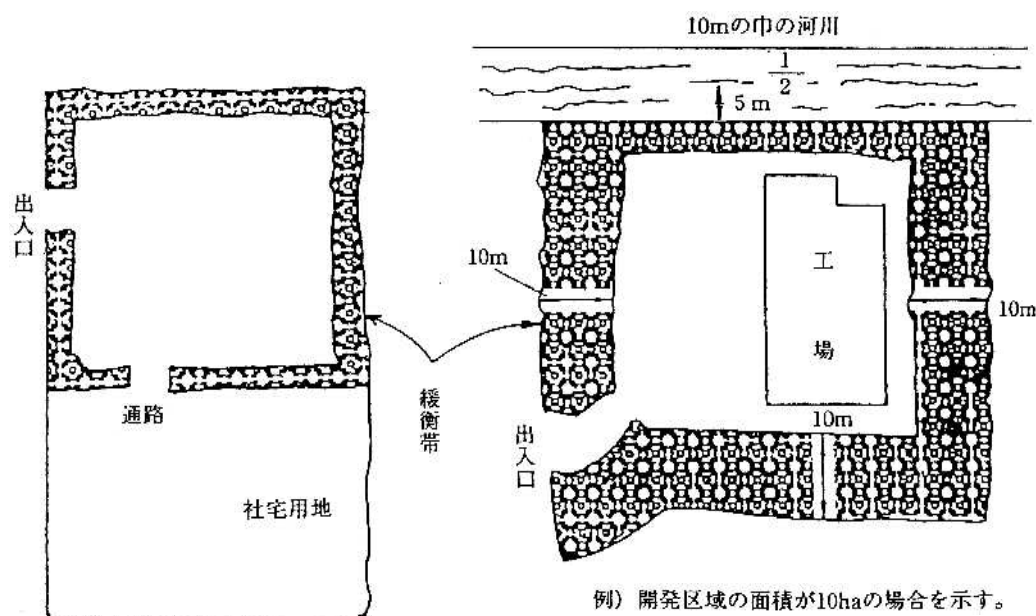 10mの巾の河川
1
2
5m
出入口
10m
工場
10m
通路
緩衡帯
10m
出入口
社宅用地
例) 開発区域の面積が10haの場合を示す。